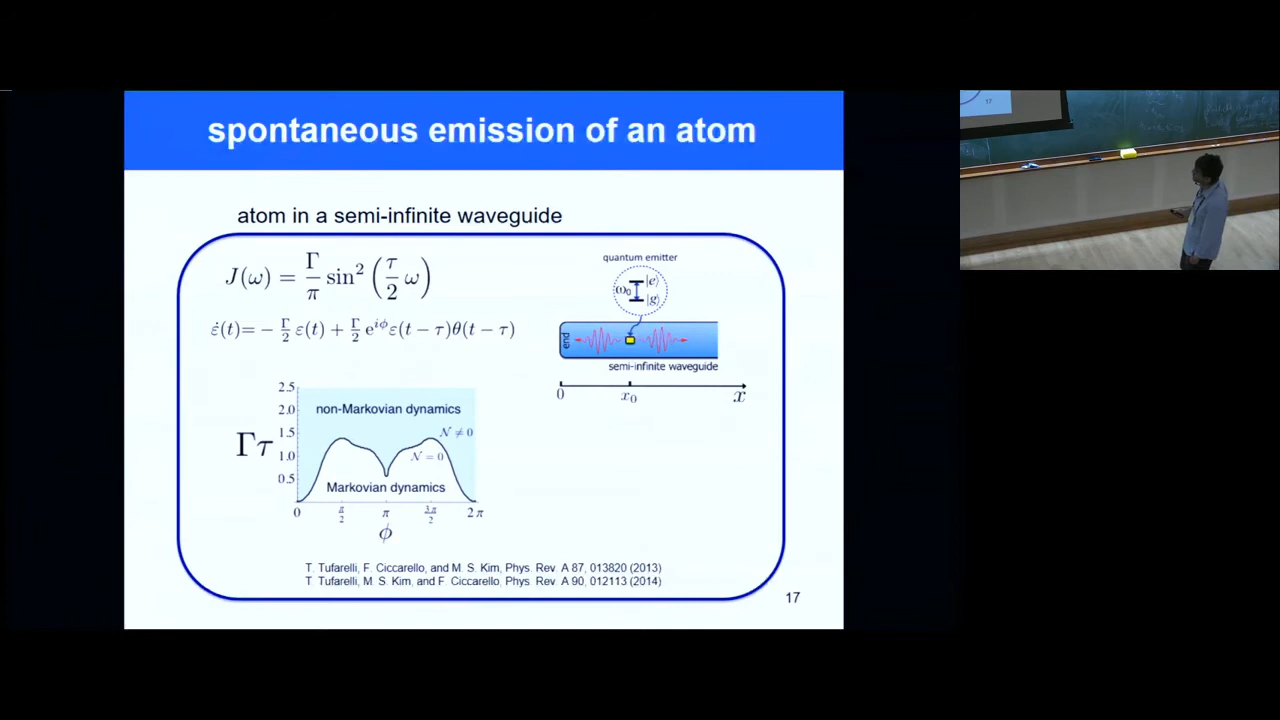 spontaneous emission of an atom
atom in a semi-infinite waveguide
J(ω) = Γ/π sin² (τ/2 ω)
ε̇(t)= − Γ/2 ε(t) + Γ/2 e^{iϕ} ε(t − τ)θ(t − τ)
quantum emitter
ω₀ |e⟩
|g⟩
end
semi-infinite waveguide
0 x₀ x
Γτ
2.5
2.0
1.5
1.0
0.5
non-Markovian dynamics
𝒩 ≠ 0
𝒩 = 0
Markovian dynamics
0 π/2 π 3π/2 2π
ϕ
T. Tufarelli, F. Ciccarello, and M. S. Kim, Phys. Rev. A 87, 013820 (2013)
T. Tufarelli, M. S. Kim, and F. Ciccarello, Phys. Rev. A 90, 012113 (2014)
17
17